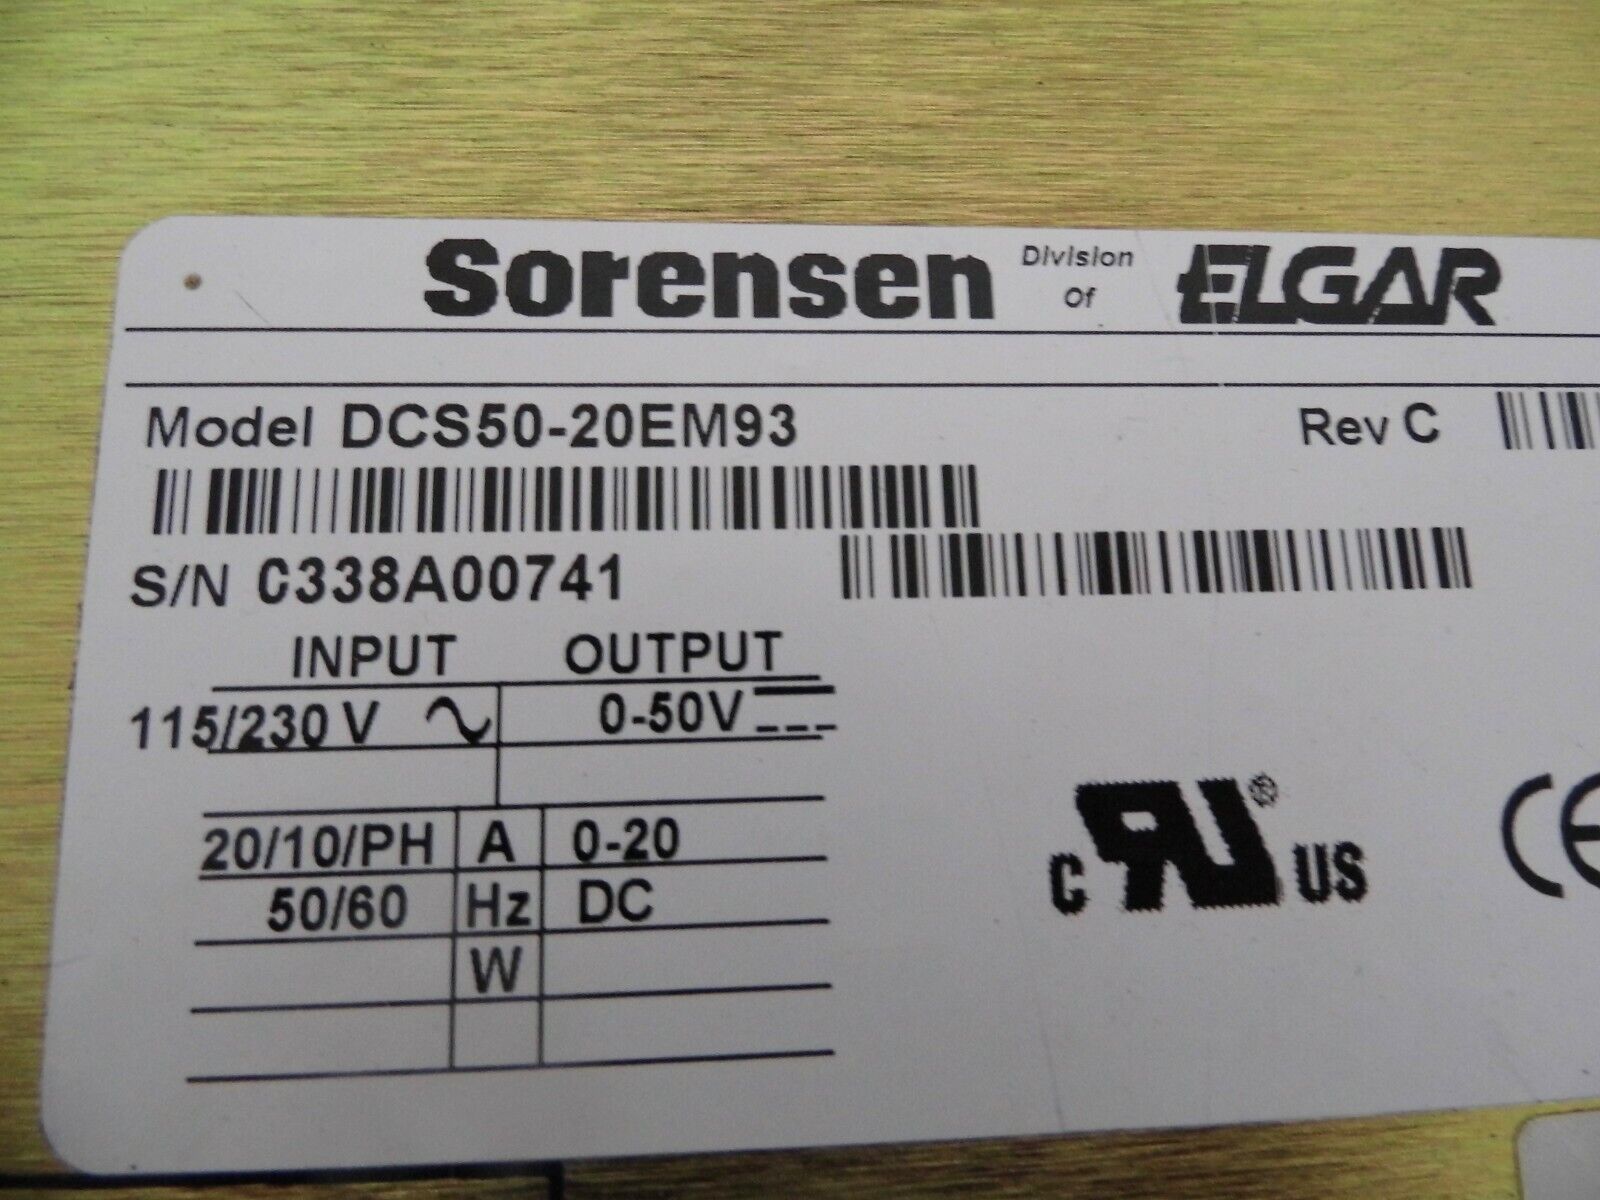 Sorensen Division Of ELGAR
Model DCS50-20EM93 Rev C
S/N C338A00741
INPUT OUTPUT
115/230 V 0-50V
20/10/PH A 0-20
50/60 Hz DC
W
c RU ® US CE